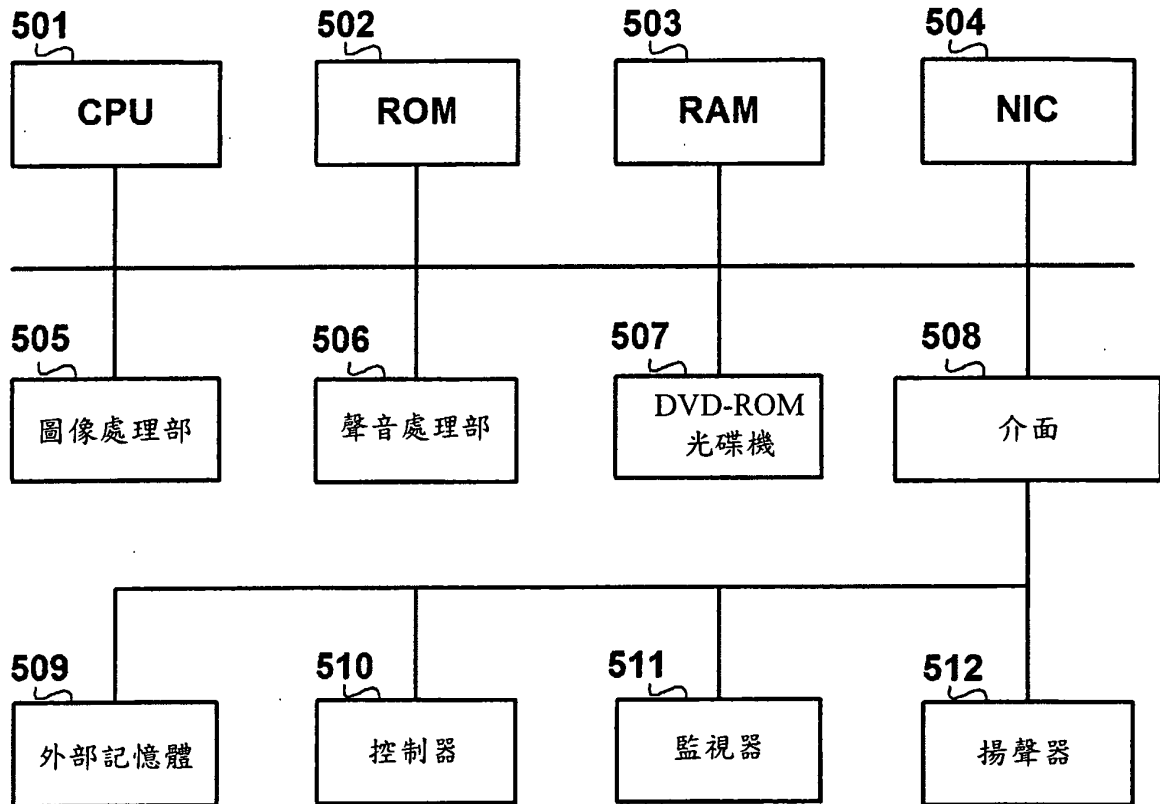 501
502
503
504
CPU
ROM
RAM
NIC
505
506
507
508
圖像處理部
聲音處理部
DVD-ROM
光碟機
介面
509
510
511
512
外部記憶體
控制器
監視器
揚聲器